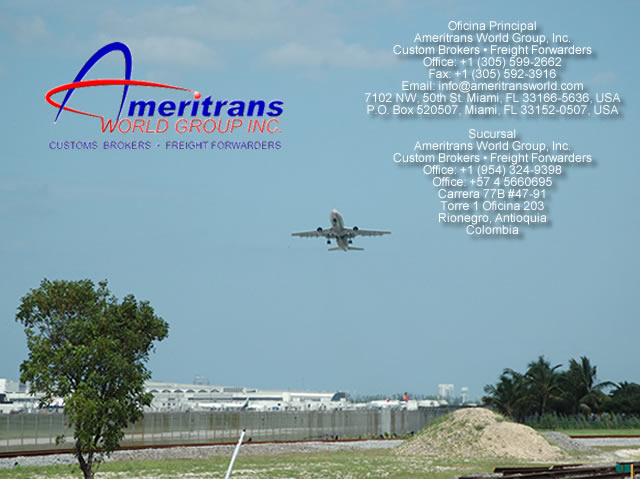 Ameritrans
WORLD GROUP INC.
CUSTOMS BROKERS • FREIGHT FORWARDERS
Oficina Principal
Ameritrans World Group, Inc.
Custom Brokers • Freight Forwarders
Office: +1 (305) 599-2662
Fax: +1 (305) 592-3916
Email: info@ameritransworld.com
7102 NW, 50th St. Miami, FL 33166-5636, USA
P.O. Box 520507, Miami, FL 33152-0507, USA
Sucursal
Ameritrans World Group, Inc.
Custom Brokers • Freight Forwarders
Office: +1 (954) 324-9398
Office: +57 4 5660695
Carrera 77B #47-91
Torre 1 Oficina 203
Rionegro, Antioquia
Colombia